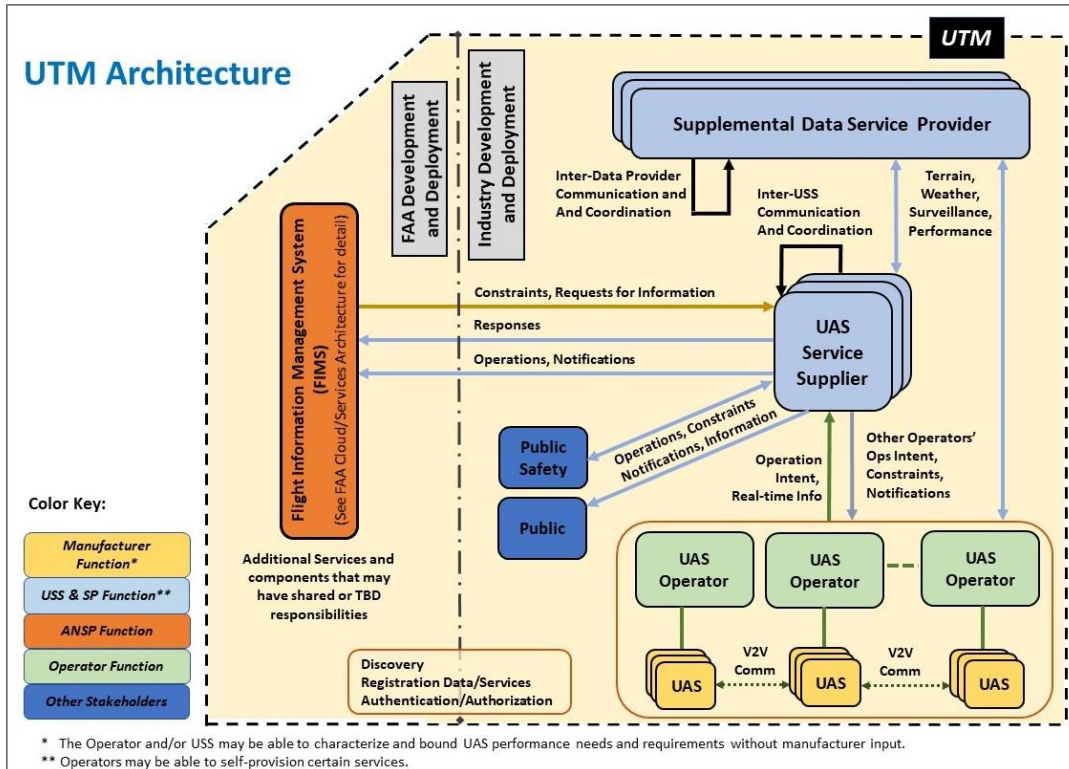 UTM
UTM Architecture
FAA Development
and Deployment
Industry Development
and Deployment
Supplemental Data Service Provider
Inter-Data Provider
Communication and
And Coordination
Inter-USS
Communication
And Coordination
Terrain,
Weather,
Surveillance,
Performance
Flight Information Management System
(FIMS)
(See FAA Cloud/Services Architecture for detail)
Constraints, Requests for Information
Responses
Operations, Notifications
UAS
Service
Supplier
Operations, Constraints
Notifications, Information
Public
Safety
Public
Operation
Intent,
Real-time Info
Other Operators'
Ops Intent,
Constraints,
Notifications
Additional Services and
components that may
have shared or TBD
responsibilities
Discovery
Registration Data/Services
Authentication/Authorization
UAS
Operator
UAS
Operator
UAS
Operator
V2V
Comm
V2V
Comm
UAS
UAS
UAS
Color Key:
Manufacturer
Function*
USS & SP Function**
ANSP Function
Operator Function
Other Stakeholders
* The Operator and/or USS may be able to characterize and bound UAS performance needs and requirements without manufacturer input.
** Operators may be able to self-provision certain services.